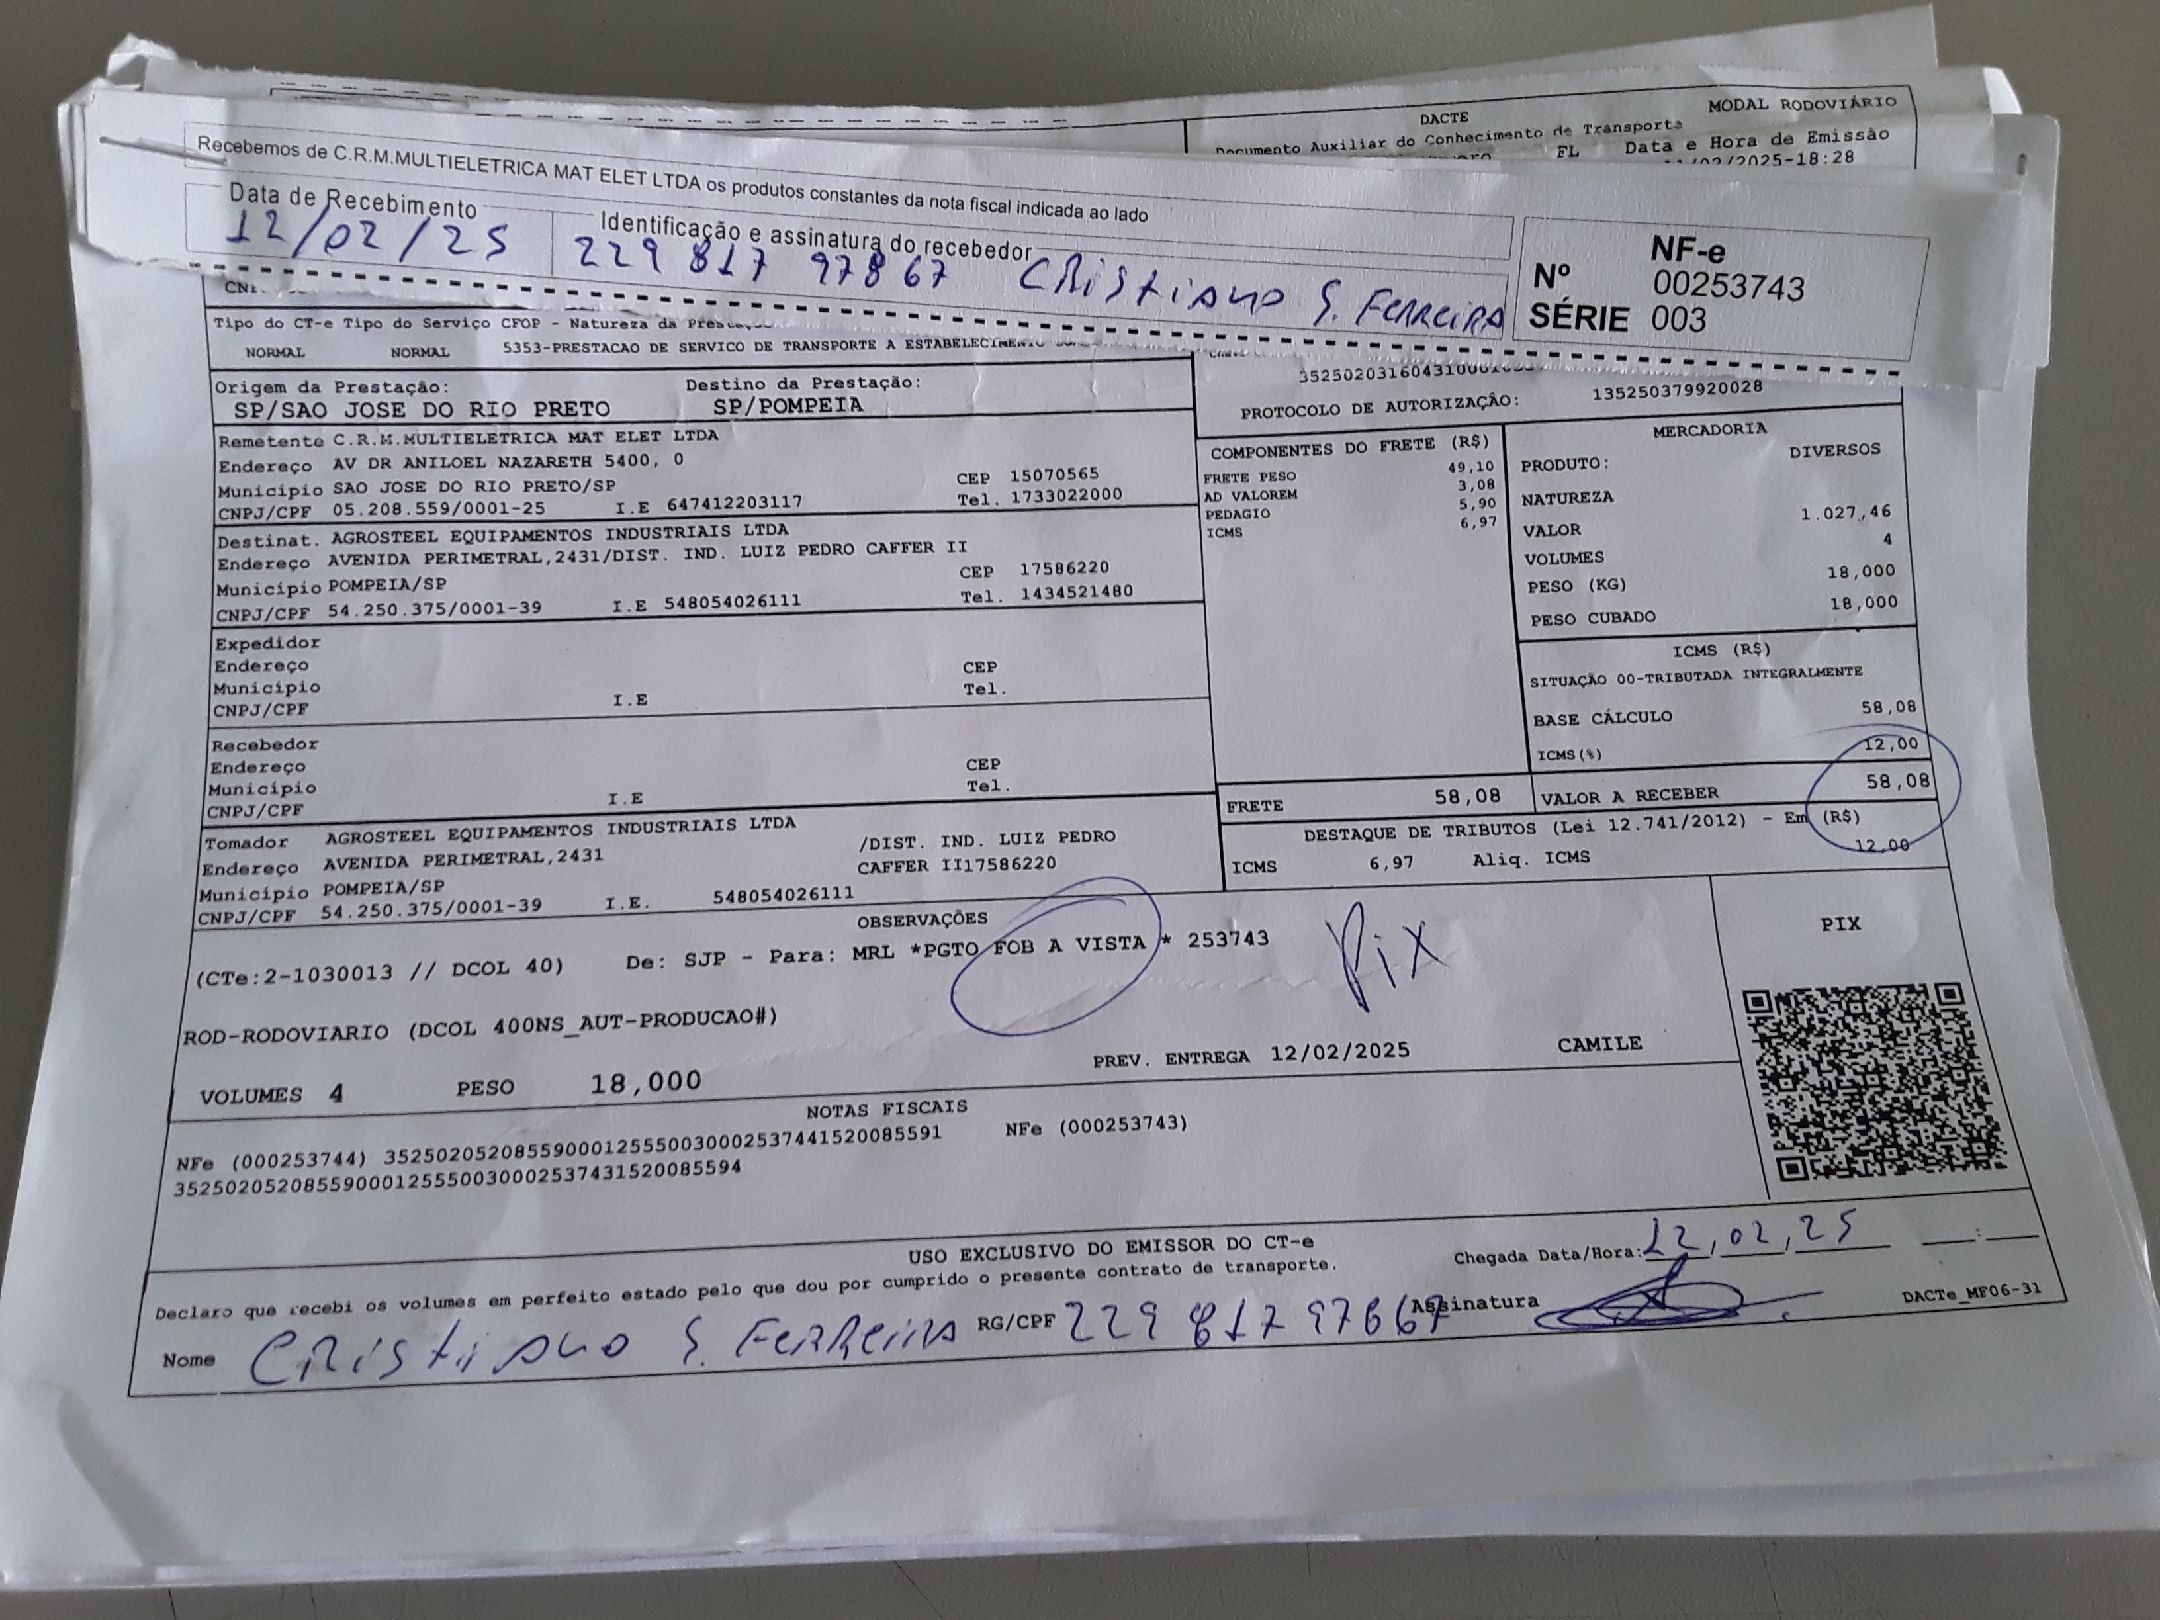 MODAL RODOVIÁRIO
DACTE
Documento Auxiliar do Conhecimento de Transporte
FL Data e Hora de Emissão
/2025-18:28
Recebemos de C.R.M.MULTIELETRICA MAT ELET LTDA os produtos constantes da nota fiscal indicada ao lado
Data de Recebimento
12/02/25
Identificação e assinatura do recebedor
229 817 97867 Cristiano S. Ferreira
NF-e
Nº 00253743
SÉRIE 003
Tipo do CT-e Tipo do Serviço CFOP - Natureza da
NORMAL NORMAL 5353-PRESTACAO DE SERVICO DE TRANSPORTE A ESTABELECIMENTO
Origem da Prestação: Destino da Prestação:
SP/SAO JOSE DO RIO PRETO SP/POMPEIA
PROTOCOLO DE AUTORIZAÇÃO: 135250379920028
Remetente C.R.M.MULTIELETRICA MAT ELET LTDA
Endereço AV DR ANILOEL NAZARETH 5400, 0
CEP 15070565
Município SAO JOSE DO RIO PRETO/SP
Tel. 1733022000
CNPJ/CPF 05.208.559/0001-25 I.E 647412203117
Destinat. AGROSTEEL EQUIPAMENTOS INDUSTRIAIS LTDA
Endereço AVENIDA PERIMETRAL,2431/DIST. IND. LUIZ PEDRO CAFFER II
CEP 17586220
Município POMPEIA/SP
Tel. 1434521480
CNPJ/CPF 54.250.375/0001-39 I.E 548054026111
Expedidor
Endereço CEP
Município Tel.
CNPJ/CPF I.E
Recebedor
Endereço CEP
Município Tel.
CNPJ/CPF I.E
Tomador AGROSTEEL EQUIPAMENTOS INDUSTRIAIS LTDA
Endereço AVENIDA PERIMETRAL,2431 /DIST. IND. LUIZ PEDRO
CAFFER II17586220
Município POMPEIA/SP
CNPJ/CPF 54.250.375/0001-39 I.E. 548054026111
COMPONENTES DO FRETE (R$)
FRETE PESO 49,10
AD VALOREM 3,08
PEDAGIO 5,90
ICMS 6,97
MERCADORIA
PRODUTO: DIVERSOS
NATUREZA
VALOR 1.027,46
VOLUMES 4
PESO (KG) 18,000
PESO CUBADO 18,000
ICMS (R$)
SITUAÇÃO 00-TRIBUTADA INTEGRALMENTE
BASE CÁLCULO 58,08
ICMS(%) 12,00
FRETE 58,08 VALOR A RECEBER 58,08
DESTAQUE DE TRIBUTOS (Lei 12.741/2012) - Em (R$)
ICMS 6,97 Aliq. ICMS 12,00
OBSERVAÇÕES
(CTe:2-1030013 // DCOL 40) De: SJP - Para: MRL *PGTO FOB A VISTA * 253743
Pix
ROD-RODOVIARIO (DCOL 400NS_AUT-PRODUCAO#)
PREV. ENTREGA 12/02/2025 CAMILE
VOLUMES 4 PESO 18,000
PIX
NOTAS FISCAIS
NFe (000253744) 35250205208559000125550030002537441520085591 NFe (000253743)
35250205208559000125550030002537431520085594
USO EXCLUSIVO DO EMISSOR DO CT-e
Declaro que recebi os volumes em perfeito estado pelo que dou por cumprido o presente contrato de transporte.
Chegada Data/Hora: 12,02,25
Nome Cristiano S. Ferreira RG/CPF 229 817 97867 Assinatura
DACTe_MF06-31